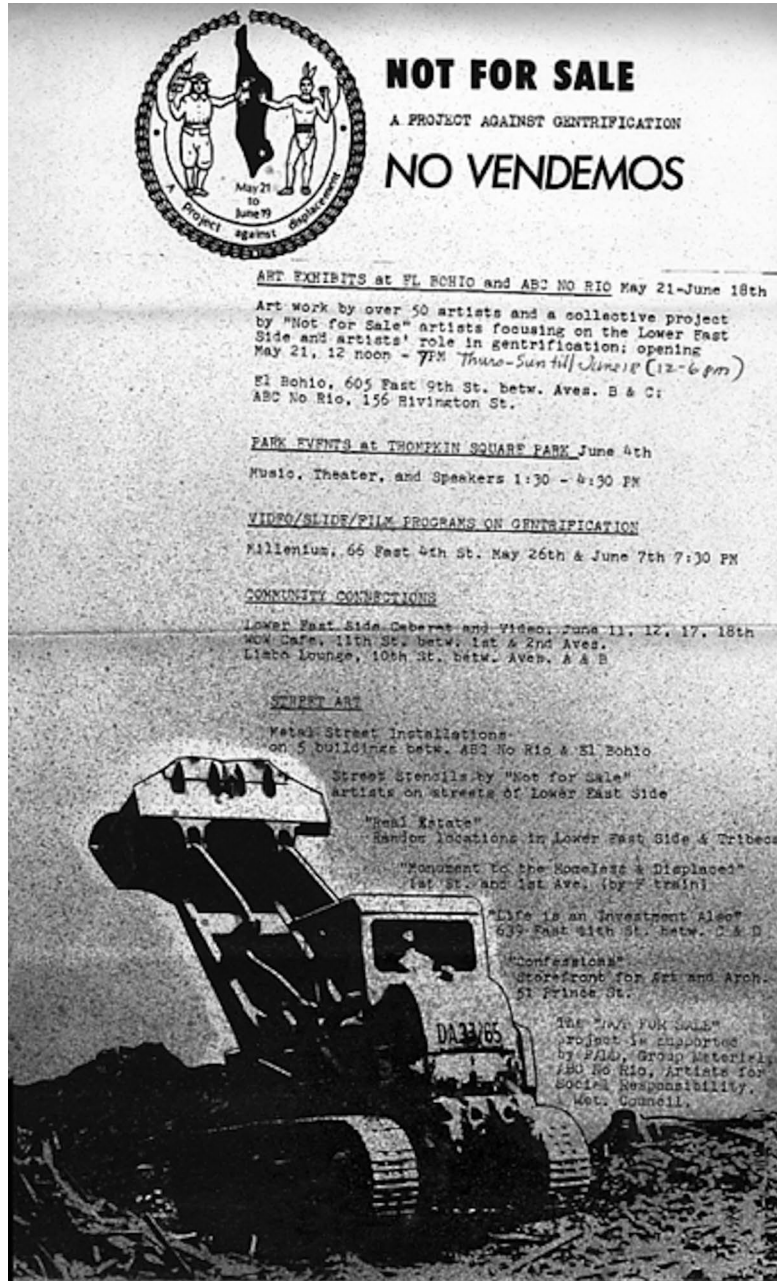 NOT FOR SALE
A PROJECT AGAINST GENTRIFICATION
NO VENDEMOS
May 21
to
June 19
A Project against displacement
ART EXHIBITS at EL BOHIO and ABC NO RIO May 21-June 18th
Art work by over 50 artists and a collective project
by "Not for Sale" artists focusing on the Lower East
Side and artists' role in gentrification; opening
May 21, 12 noon - 7PM Thurs-Sun till June 18 (12-6 pm)
El Bohio, 605 East 9th St. betw. Aves. B & C;
ABC No Rio, 156 Rivington St.
PARK EVENTS at THOMPKIN SQUARE PARK June 4th
Music, Theater, and Speakers 1:30 - 4:30 PM
VIDEO/SLIDE/FILM PROGRAMS ON GENTRIFICATION
Millenium, 66 East 4th St. May 26th & June 7th 7:30 PM
COMMUNITY CONNECTIONS
Lower East Side Cabaret and Video, June 11, 12, 17, 18th
WOW Cafe, 11th St. betw. 1st & 2nd Aves.
Limbo Lounge, 10th St. betw. Aves. A & B
STREET ART
Metal Street Installations
on 5 buildings betw. ABC No Rio & El Bohio
Street Stencils by "Not for Sale"
artists on streets of Lower East Side
"Real Estate"
Random locations in Lower East Side & Tribeca
"Monument to the Homeless & Displaced"
1st St. and 1st Ave. (by F train)
"Life is an Investment Also"
639 East 11th St. betw. C & D
"Confessions"
Storefront for Art and Arch.
51 Prince St.
The "NOT FOR SALE"
project is supported
by PADD, Group Material,
ABC No Rio, Artists for
Social Responsibility,
Met. Council.
DA33/65